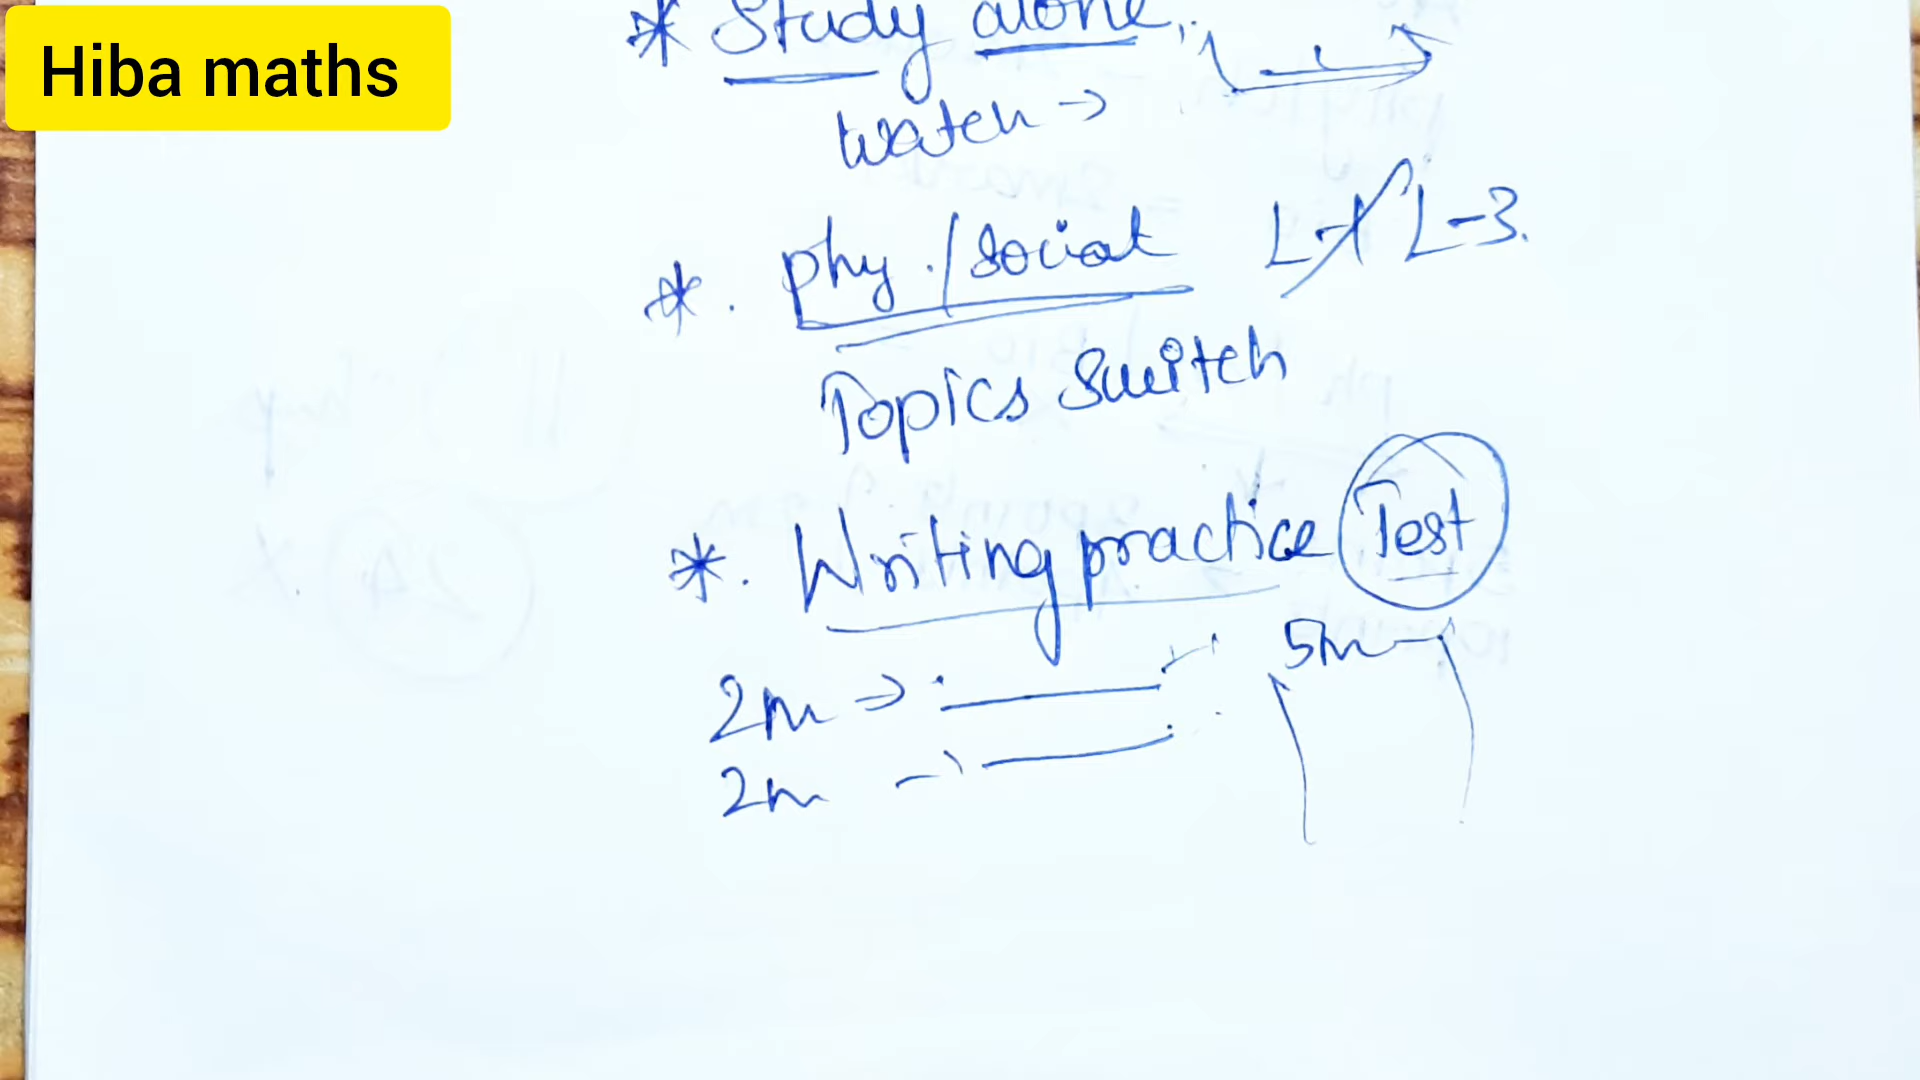 Hiba maths
* Study alone,
Watch →
*. phy./Social L-1 L-3.
Topics Switch
*. Writing practice Test
2m →
5m
2m →